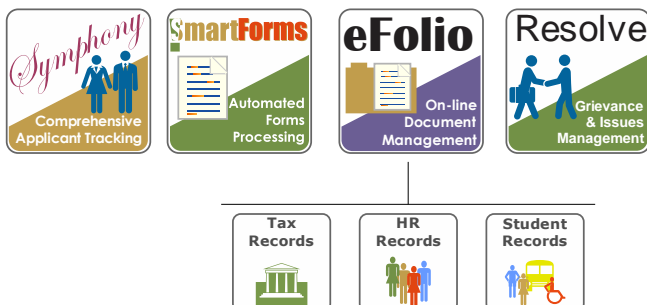 Symphony
Comprehensive
Applicant Tracking
SmartForms
Automated
Forms
Processing
eFolio
On-line
Document
Management
Resolve
Grievance
& Issues
Management
Tax
Records
HR
Records
Student
Records